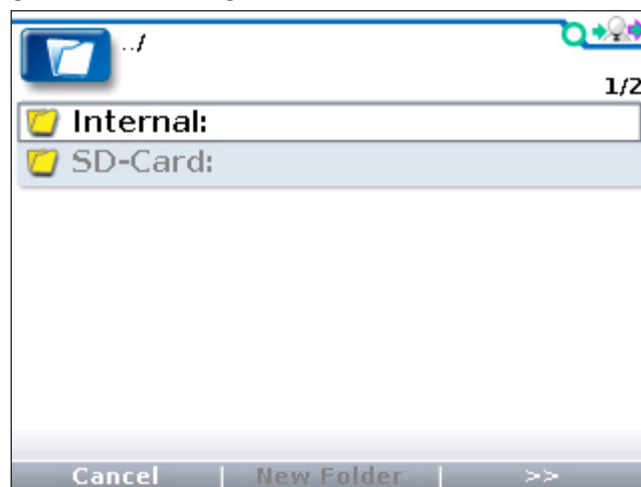 ../
1/2
Internal:
SD-Card:
Cancel | New Folder | >>